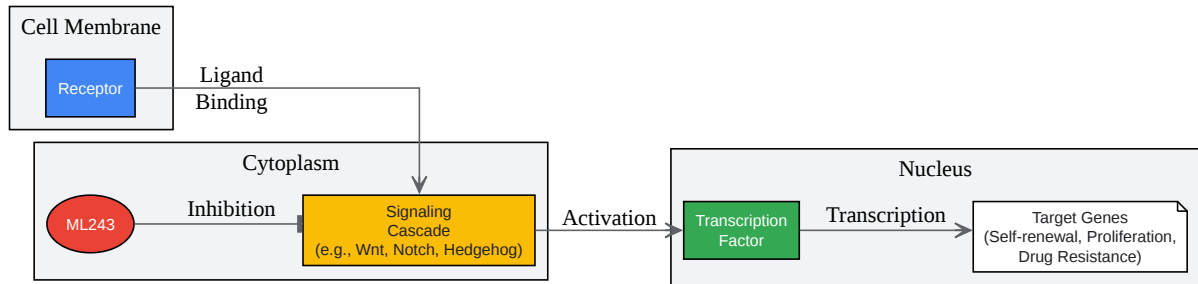 Cell Membrane
Receptor
Ligand
Binding
Cytoplasm
ML243
Inhibition
Signaling
Cascade
(e.g., Wnt, Notch, Hedgehog)
Activation
Nucleus
Transcription
Factor
Transcription
Target Genes
(Self-renewal, Proliferation,
Drug Resistance)